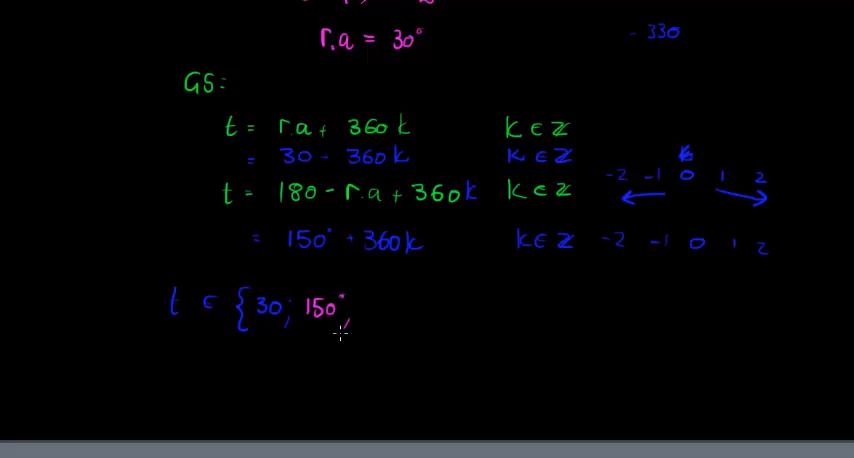 r.a = 30°
- 330
GS:
t = r.a + 360k k ∈ ℤ
= 30 + 360k k ∈ ℤ
-2 -1 0 1 2
t = 180 - r.a + 360k k ∈ ℤ
= 150° + 360k k ∈ ℤ -2 -1 0 1 2
t ∈ {30; 150°;